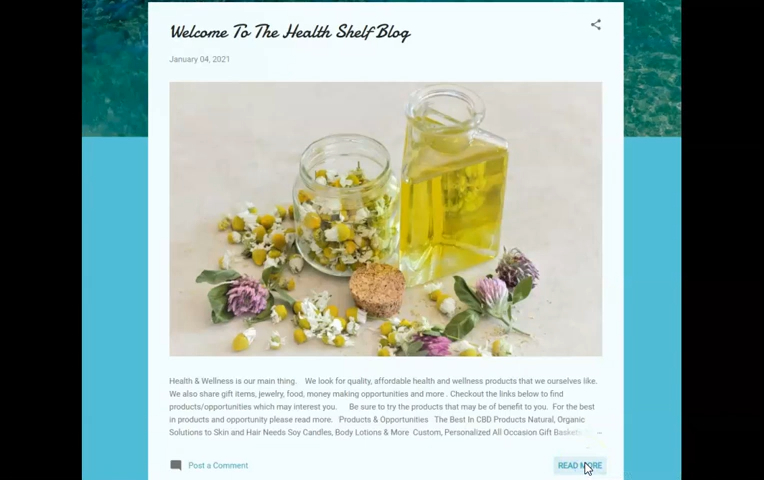 Welcome To The Health Shelf Blog
January 04, 2021
Health & Wellness is our main thing. We look for quality, affordable health and wellness products that we ourselves like.
We also share gift items, jewelry, food, money making opportunities and more . Checkout the links below to find
products/opportunities which may interest you. Be sure to try the products that may be of benefit to you. For the best
in products and opportunity please read more. Products & Opportunities The Best In CBD Products Natural, Organic
Solutions to Skin and Hair Needs Soy Candles, Body Lotions & More Custom, Personalized All Occasion Gift Baskets
Post a Comment
READ MORE